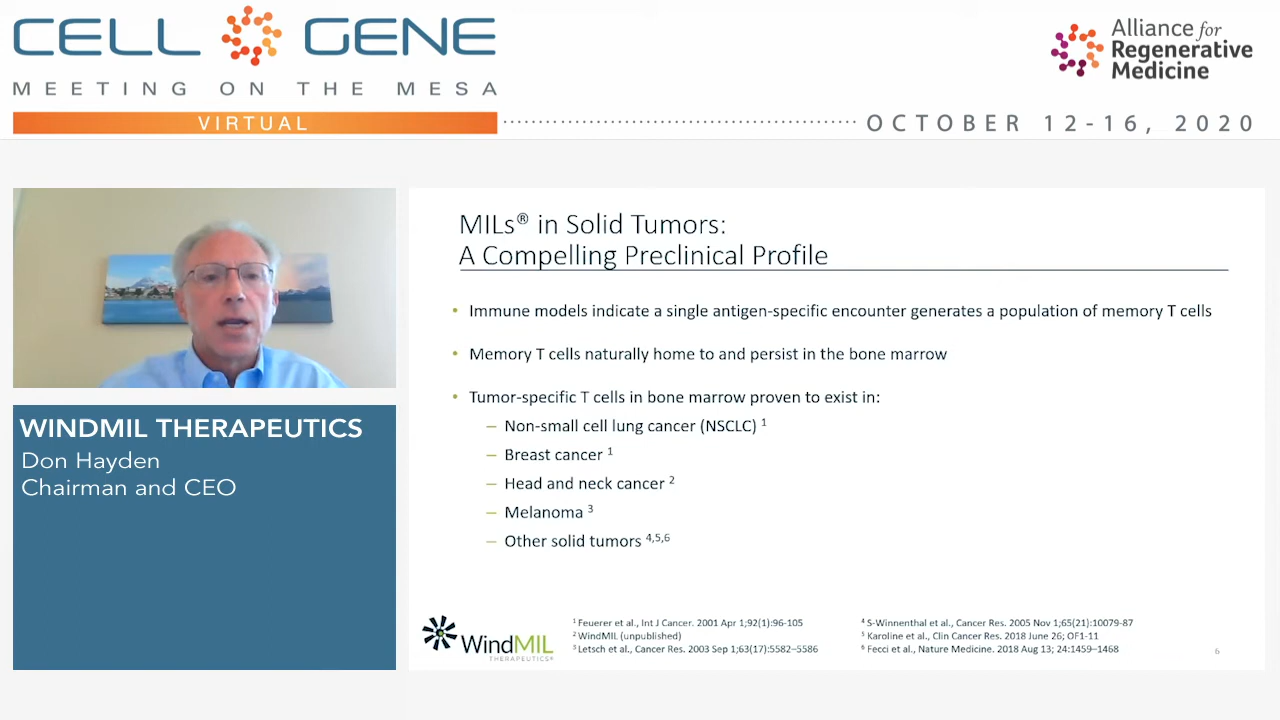 CELL GENE
MEETING ON THE MESA
VIRTUAL
Alliance for
Regenerative
Medicine
OCTOBER 12-16, 2020
WINDMIL THERAPEUTICS
Don Hayden
Chairman and CEO
MILs® in Solid Tumors:
A Compelling Preclinical Profile
• Immune models indicate a single antigen-specific encounter generates a population of memory T cells
• Memory T cells naturally home to and persist in the bone marrow
• Tumor-specific T cells in bone marrow proven to exist in:
– Non-small cell lung cancer (NSCLC) 1
– Breast cancer 1
– Head and neck cancer 2
– Melanoma 3
– Other solid tumors 4,5,6
WindMIL
THERAPEUTICS®
1 Feuerer et al., Int J Cancer. 2001 Apr 1;92(1):96-105
2 WindMIL (unpublished)
3 Letsch et al., Cancer Res. 2003 Sep 1;63(17):5582–5586
4 S-Winnenthal et al., Cancer Res. 2005 Nov 1;65(21):10079-87
5 Karoline et al., Clin Cancer Res. 2018 June 26; OF1-11
6 Fecci et al., Nature Medicine. 2018 Aug 13; 24:1459–1468
6